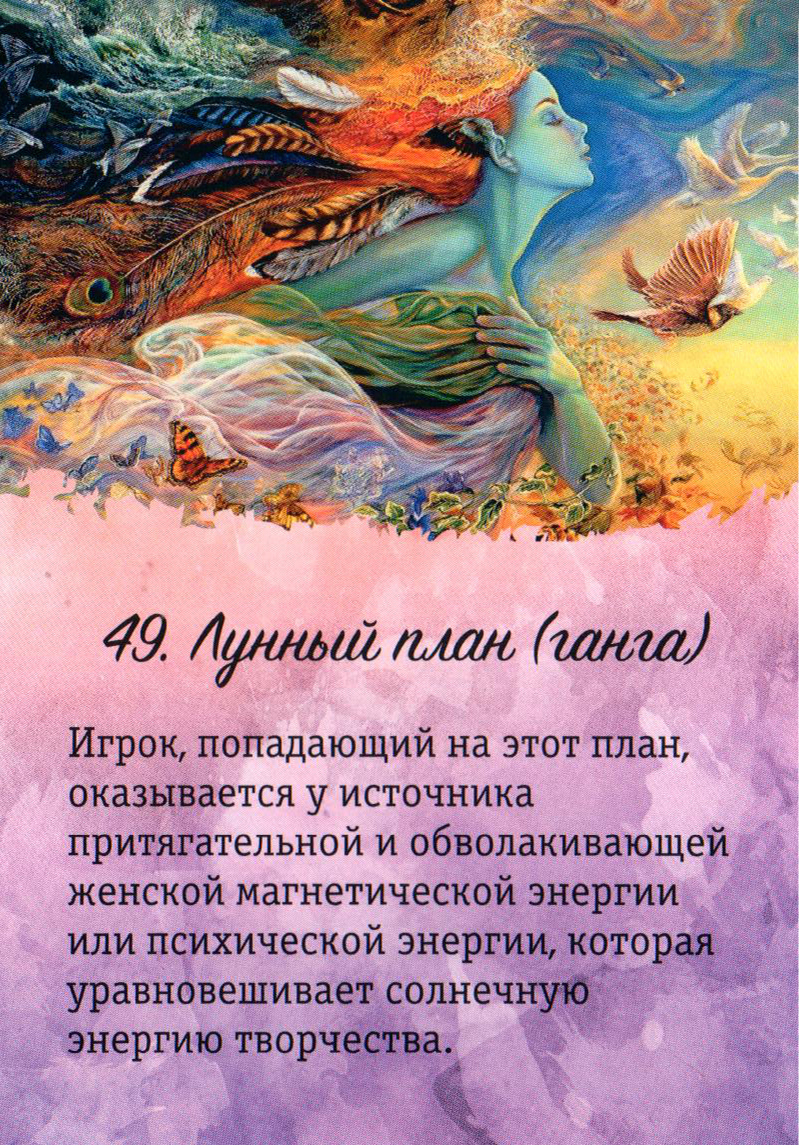 49. Лунный план (ганга)
Игрок, попадающий на этот план,
оказывается у источника
притягательной и обволакивающей
женской магнетической энергии
или психической энергии, которая
уравновешивает солнечную
энергию творчества.